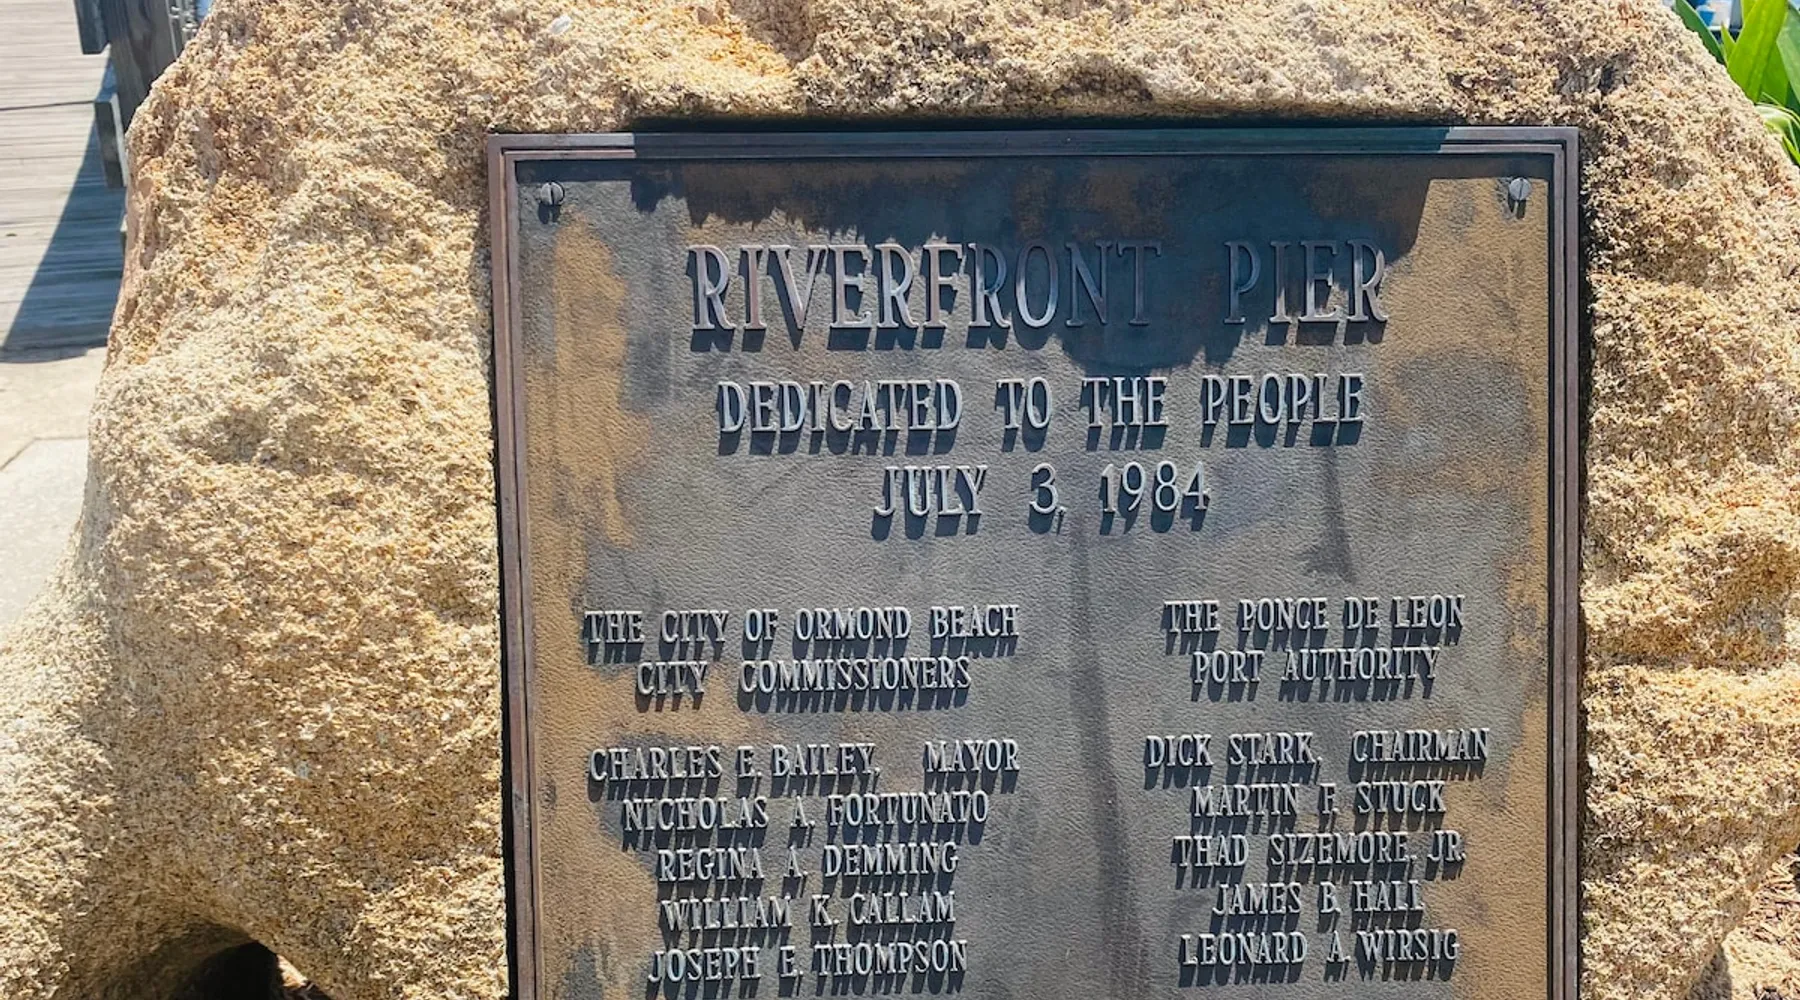 RIVERFRONT PIER
DEDICATED TO THE PEOPLE
JULY 3, 1984
THE CITY OF ORMOND BEACH
CITY COMMISSIONERS
CHARLES E. BAILEY, MAYOR
NICHOLAS A. FORTUNATO
REGINA A. DEMMING
WILLIAM K. CALLAM
JOSEPH E. THOMPSON
THE PONCE DE LEON
PORT AUTHORITY
DICK STARK, CHAIRMAN
MARTIN F. STUCK
THAD SIZEMORE, JR.
JAMES B. HALL
LEONARD A. WIRSIG